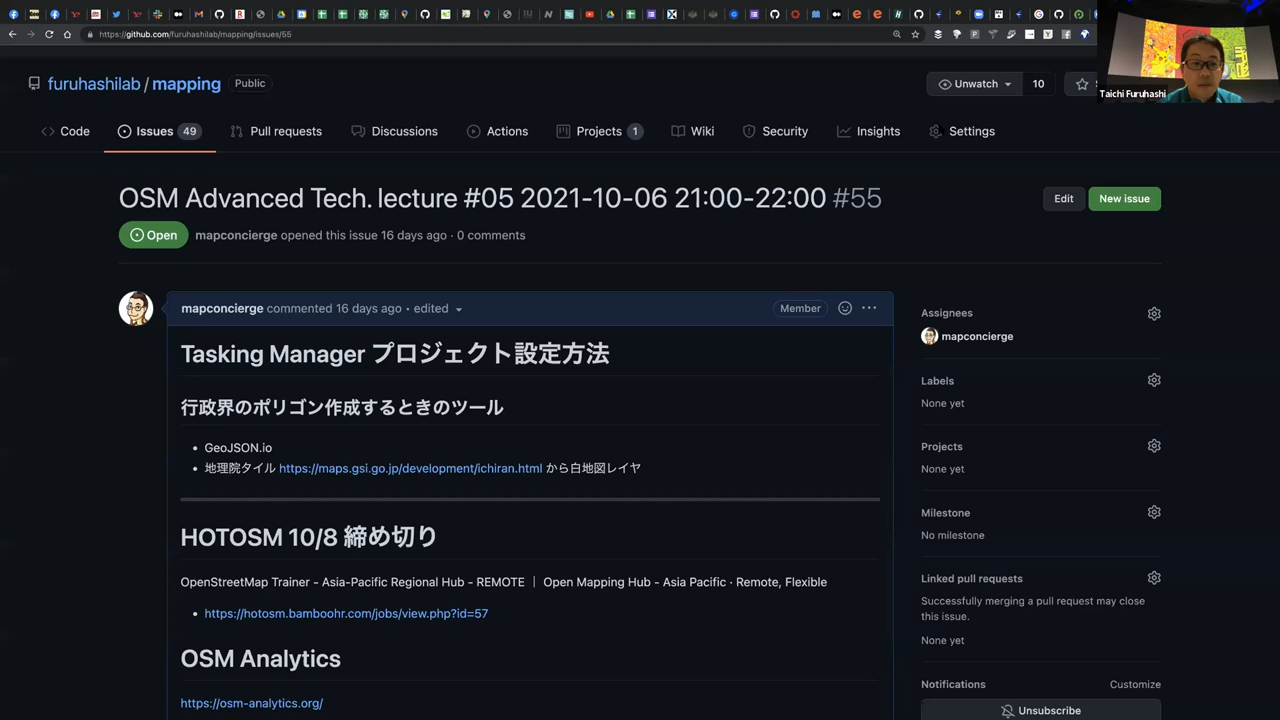 https://github.com/furuhashilab/mapping/issues/55
Taichi Furuhashi
furuhashilab / mapping Public
Unwatch 10
Code Issues 49 Pull requests Discussions Actions Projects 1 Wiki Security Insights Settings
OSM Advanced Tech. lecture #05 2021-10-06 21:00-22:00 #55
Edit New issue
Open mapconcierge opened this issue 16 days ago · 0 comments
mapconcierge commented 16 days ago • edited Member
Tasking Manager プロジェクト設定方法
行政界のポリゴン作成するときのツール
• GeoJSON.io
• 地理院タイル https://maps.gsi.go.jp/development/ichiran.html から白地図レイヤ
HOTOSM 10/8 締め切り
OpenStreetMap Trainer - Asia-Pacific Regional Hub - REMOTE ｜ Open Mapping Hub - Asia Pacific · Remote, Flexible
• https://hotosm.bamboohr.com/jobs/view.php?id=57
OSM Analytics
https://osm-analytics.org/
Assignees
mapconcierge
Labels
None yet
Projects
None yet
Milestone
No milestone
Linked pull requests
Successfully merging a pull request may close
this issue.
None yet
Notifications Customize
Unsubscribe